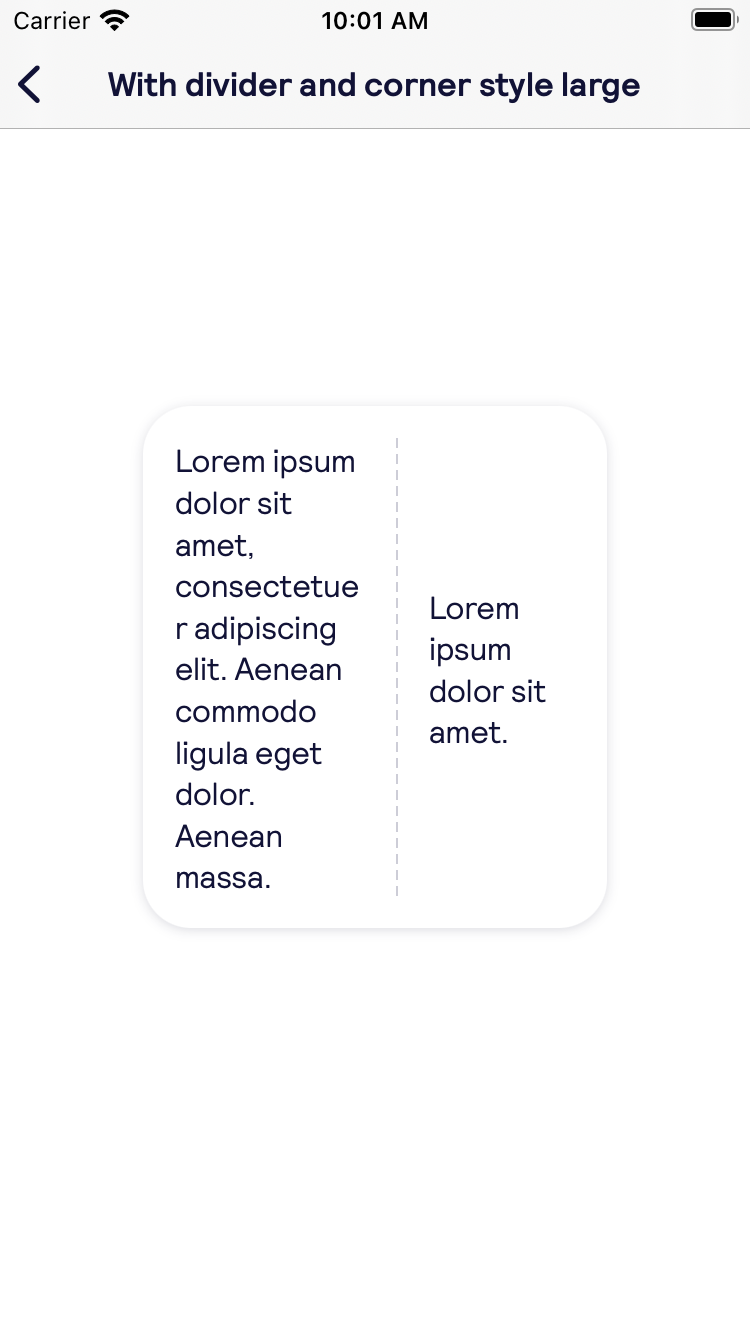 Carrier
10:01 AM
With divider and corner style large
Lorem ipsum
dolor sit
amet,
consectetue
r adipiscing
elit. Aenean
commodo
ligula eget
dolor.
Aenean
massa.
Lorem
ipsum
dolor sit
amet.